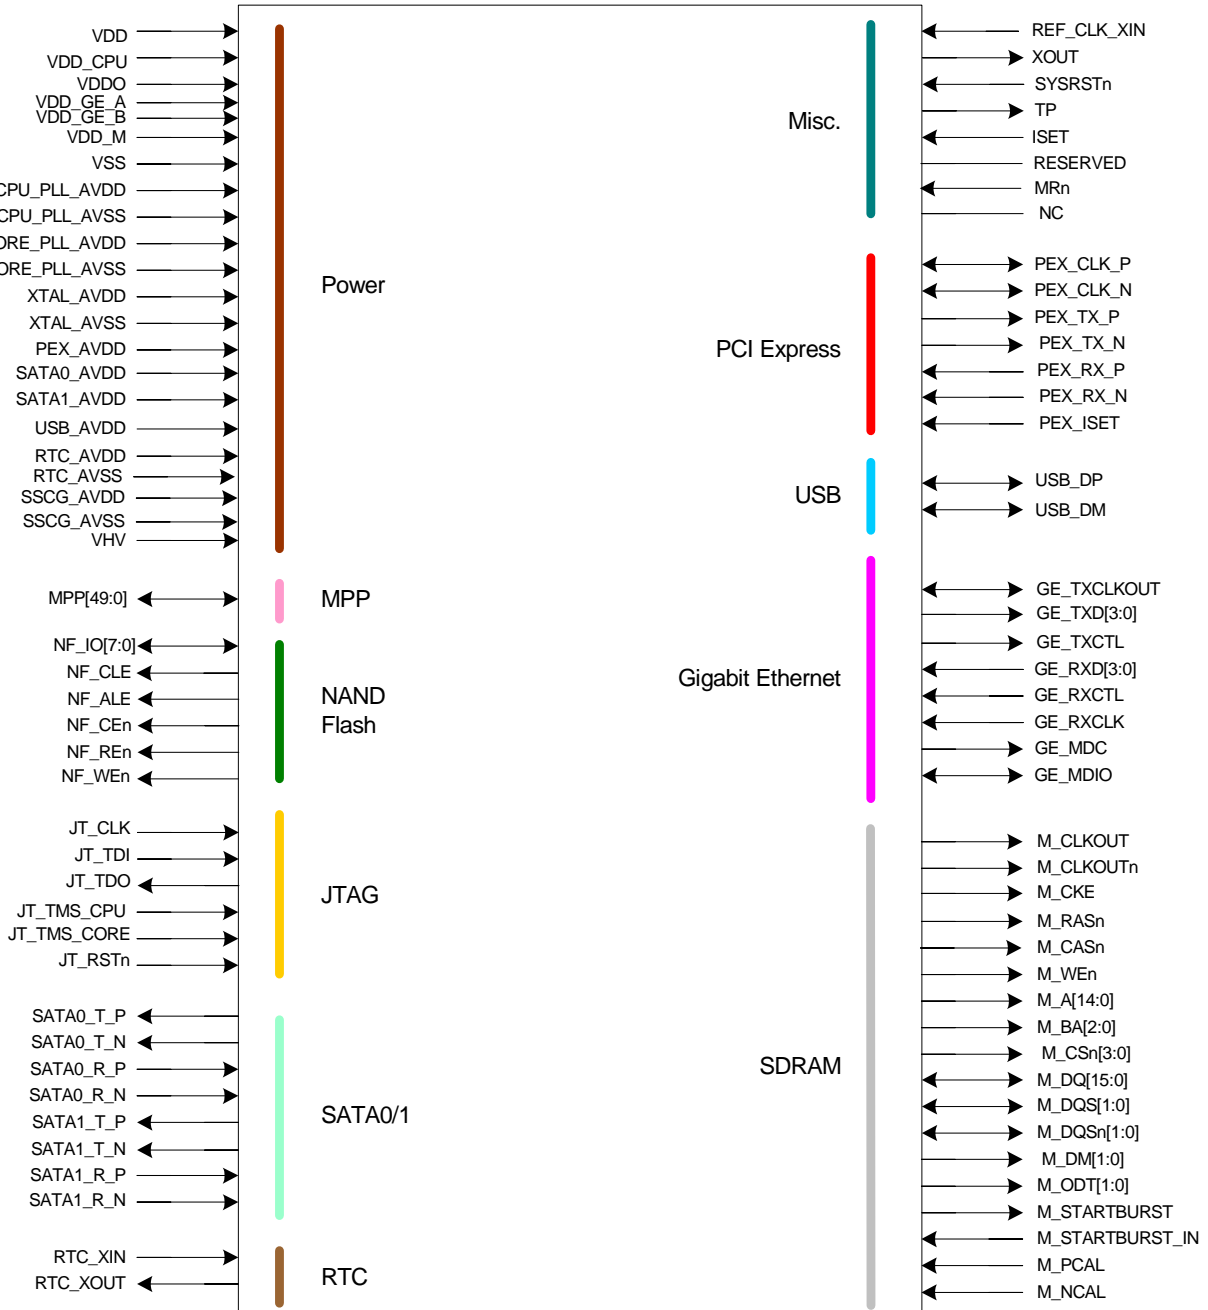 VDD
VDD_CPU
VDDO
VDD_GE_A
VDD_GE_B
VDD_M
VSS
CPU_PLL_AVDD
CPU_PLL_AVSS
ORE_PLL_AVDD
ORE_PLL_AVSS
XTAL_AVDD
XTAL_AVSS
PEX_AVDD
SATA0_AVDD
SATA1_AVDD
USB_AVDD
RTC_AVDD
RTC_AVSS
SSCG_AVDD
SSCG_AVSS
VHV
Power
MPP[49:0]
MPP
NF_IO[7:0]
NF_CLE
NF_ALE
NF_CEn
NF_REn
NF_WEn
NAND
Flash
JT_CLK
JT_TDI
JT_TDO
JT_TMS_CPU
JT_TMS_CORE
JT_RSTn
JTAG
SATA0_T_P
SATA0_T_N
SATA0_R_P
SATA0_R_N
SATA1_T_P
SATA1_T_N
SATA1_R_P
SATA1_R_N
SATA0/1
RTC_XIN
RTC_XOUT
RTC
Misc.
REF_CLK_XIN
XOUT
SYSRSTn
TP
ISET
RESERVED
MRn
NC
PCI Express
PEX_CLK_P
PEX_CLK_N
PEX_TX_P
PEX_TX_N
PEX_RX_P
PEX_RX_N
PEX_ISET
USB
USB_DP
USB_DM
Gigabit Ethernet
GE_TXCLKOUT
GE_TXD[3:0]
GE_TXCTL
GE_RXD[3:0]
GE_RXCTL
GE_RXCLK
GE_MDC
GE_MDIO
SDRAM
M_CLKOUT
M_CLKOUTn
M_CKE
M_RASn
M_CASn
M_WEn
M_A[14:0]
M_BA[2:0]
M_CSn[3:0]
M_DQ[15:0]
M_DQS[1:0]
M_DQSn[1:0]
M_DM[1:0]
M_ODT[1:0]
M_STARTBURST
M_STARTBURST_IN
M_PCAL
M_NCAL